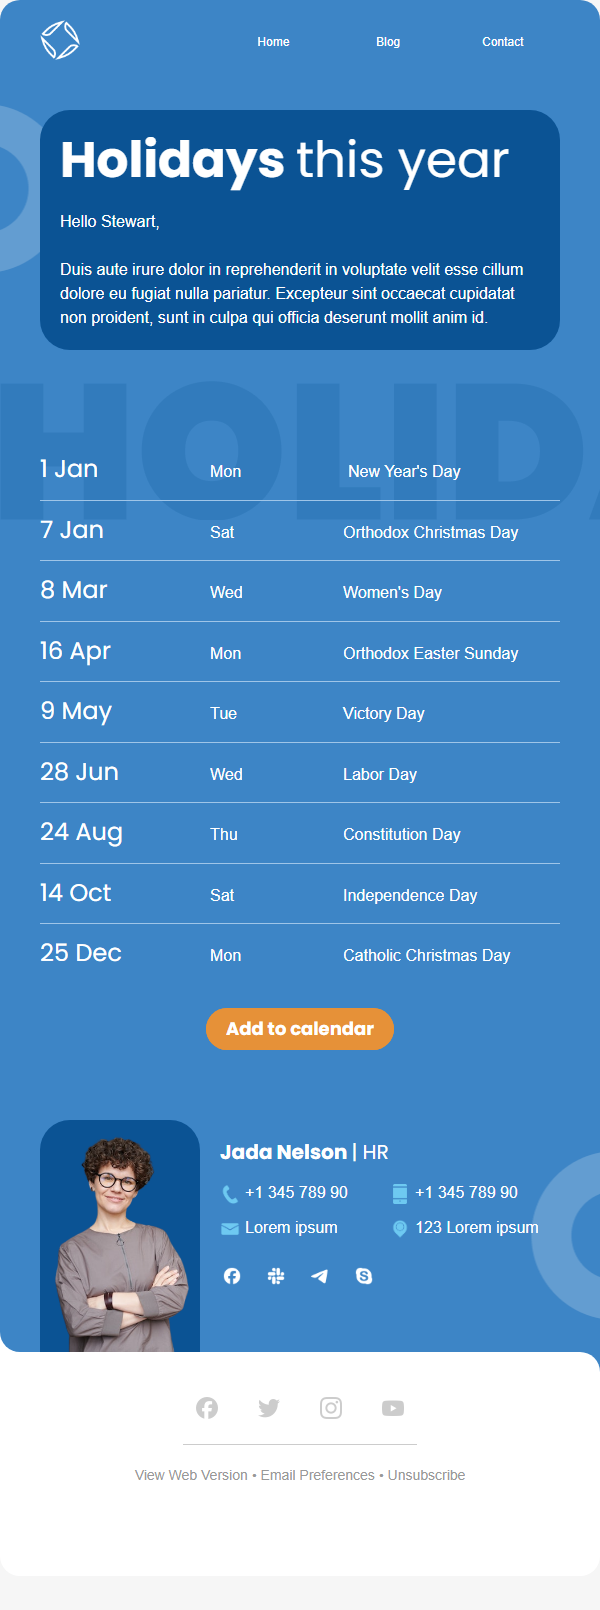 Home Blog Contact
Holidays this year
Hello Stewart,
Duis aute irure dolor in reprehenderit in voluptate velit esse cillum
dolore eu fugiat nulla pariatur. Excepteur sint occaecat cupidatat
non proident, sunt in culpa qui officia deserunt mollit anim id.
HOLIDA
1 Jan Mon New Year's Day
7 Jan Sat Orthodox Christmas Day
8 Mar Wed Women's Day
16 Apr Mon Orthodox Easter Sunday
9 May Tue Victory Day
28 Jun Wed Labor Day
24 Aug Thu Constitution Day
14 Oct Sat Independence Day
25 Dec Mon Catholic Christmas Day
Add to calendar
Jada Nelson | HR
+1 345 789 90 +1 345 789 90
Lorem ipsum 123 Lorem ipsum
View Web Version • Email Preferences • Unsubscribe